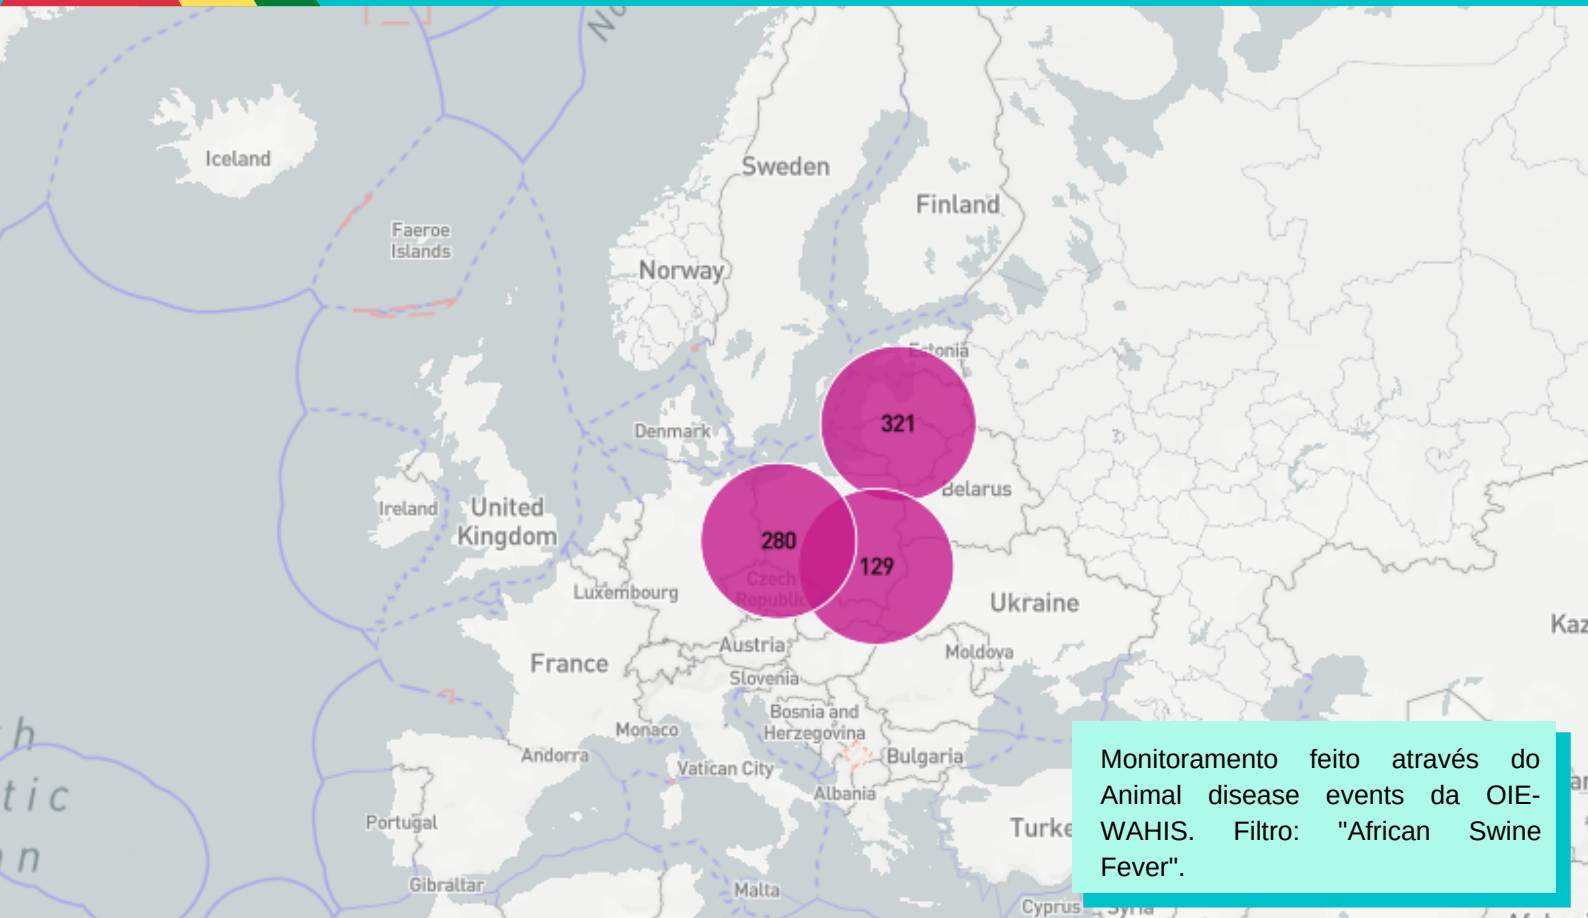 No
Iceland
Sweden
Finland
Faeroe
Islands
Norway
Estonia
Denmark
321
Belarus
Ireland
United
Kingdom
280
129
Czech
Republic
Luxembourg
Ukraine
Kaz
France
Austria
Moldova
Slovenia
Bosnia and
Herzegovina
Monaco
Andorra
Vatican City
Bulgaria
h
tic
n
Albania
Portugal
Turke
Gibraltar
Malta
Cyprus
Syria
Monitoramento feito através do
Animal disease events da OIE-
WAHIS. Filtro: "African Swine
Fever".